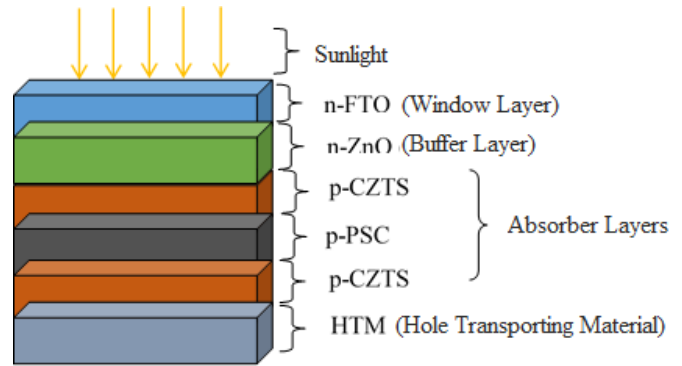 Sunlight
n-FTO (Window Layer)
n-ZnO (Buffer Layer)
p-CZTS
p-PSC
Absorber Layers
p-CZTS
HTM (Hole Transporting Material)